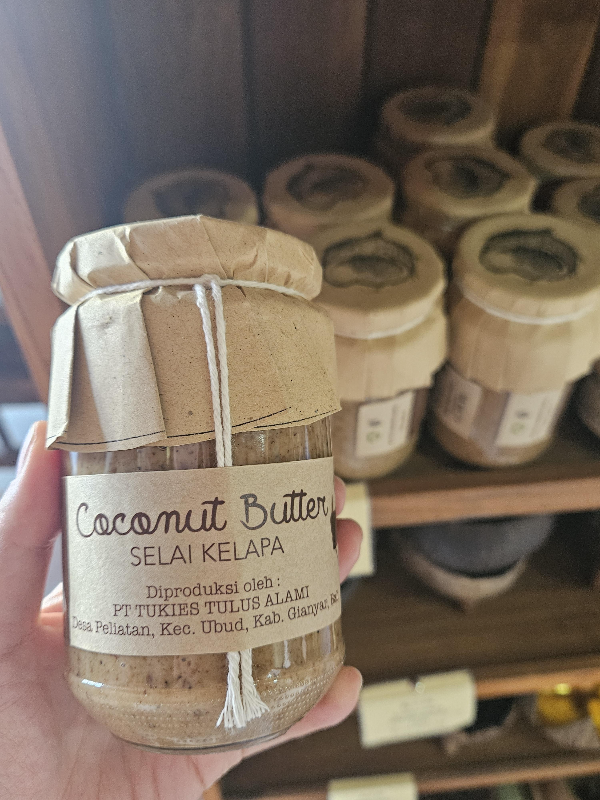 Coconut Butter
SELAI KELAPA
Diproduksi oleh :
PT TUKIES TULUS ALAMI
Desa Peliatan, Kec. Ubud, Kab. Gianyar,